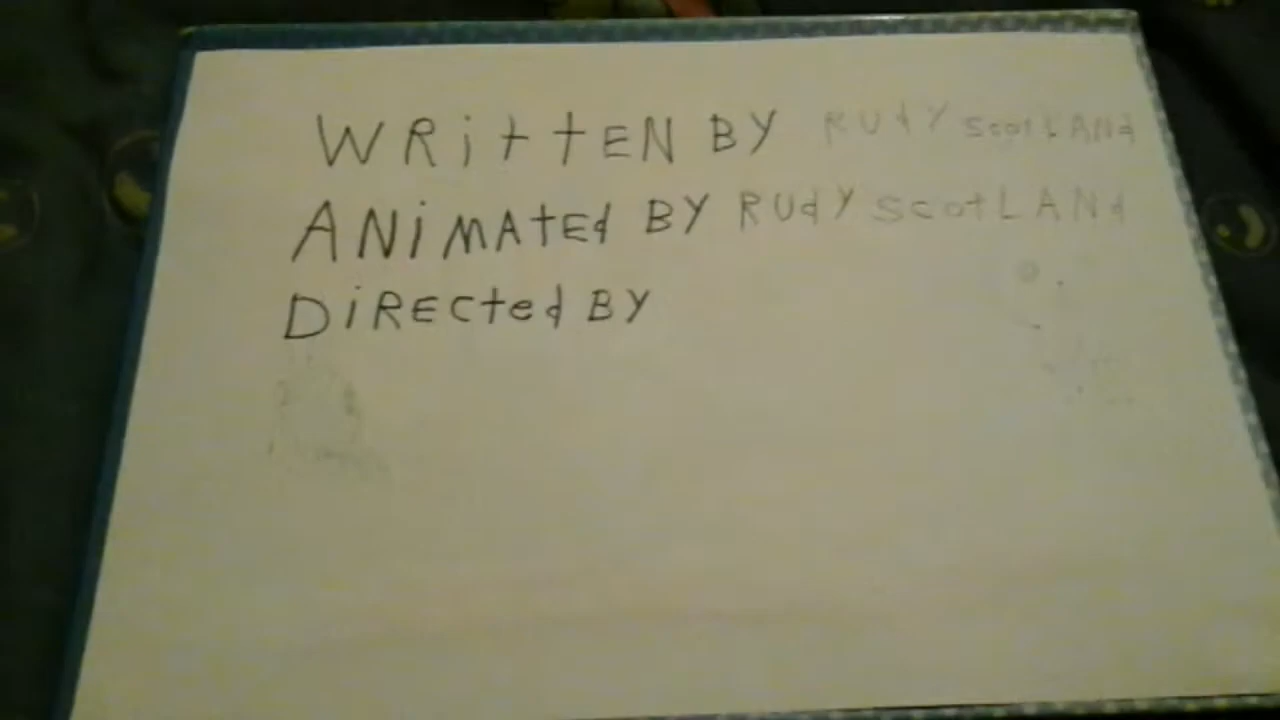 WRittEN BY RUdY ScotLANd
ANiMAtEd BY RUdY ScotLANd
DiRECted BY